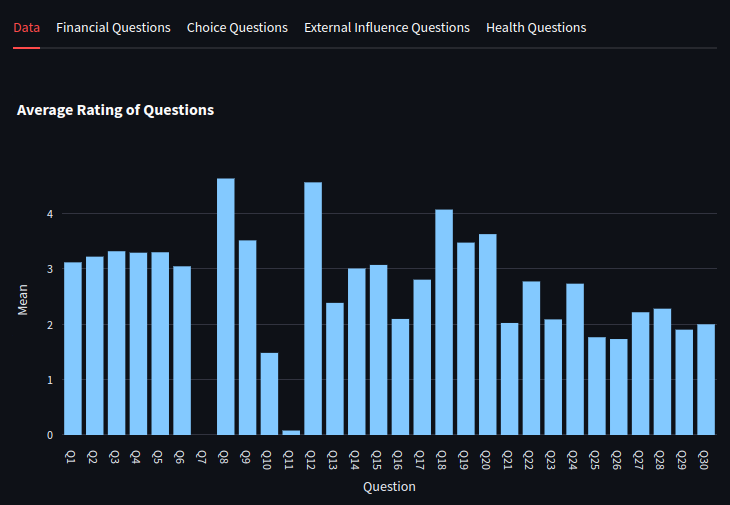 Data Financial Questions Choice Questions External Influence Questions Health Questions
Average Rating of Questions
4
3
2
1
0
Mean
Q1 Q2 Q3 Q4 Q5 Q6 Q7 Q8 Q9 Q10 Q11 Q12 Q13 Q14 Q15 Q16 Q17 Q18 Q19 Q20 Q21 Q22 Q23 Q24 Q25 Q26 Q27 Q28 Q29 Q30
Question